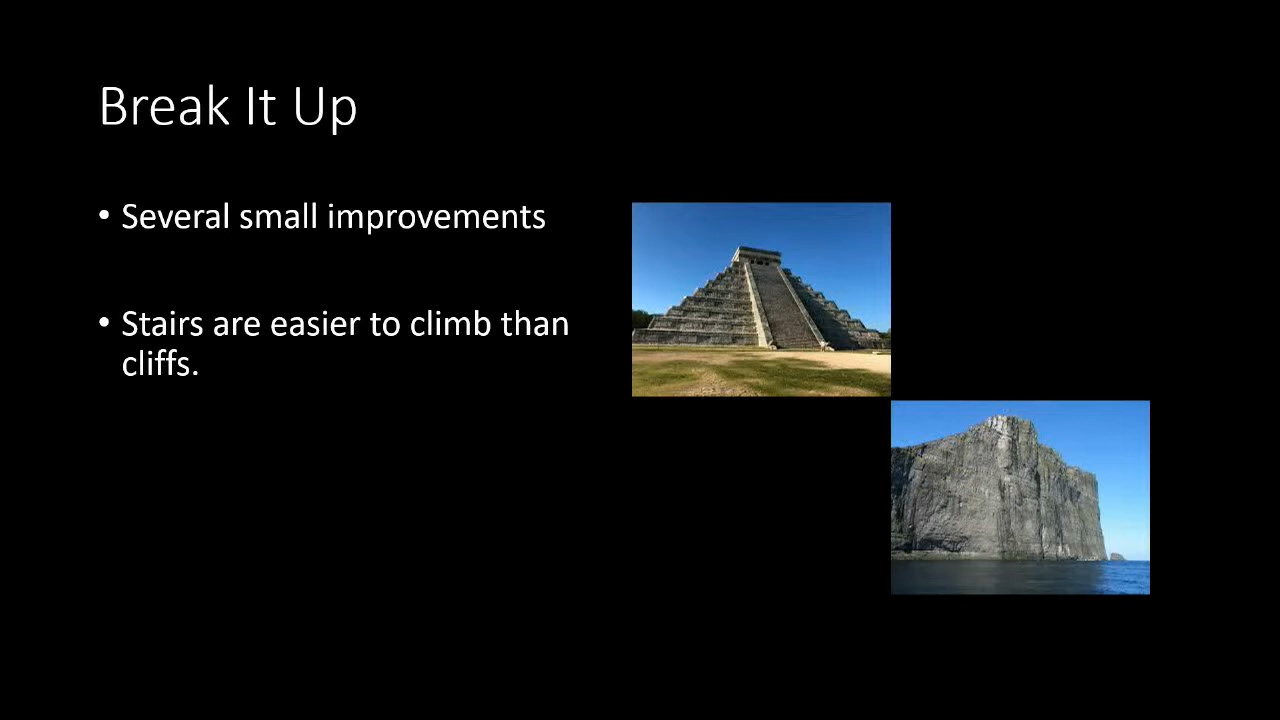 Break It Up
• Several small improvements
• Stairs are easier to climb than
cliffs.